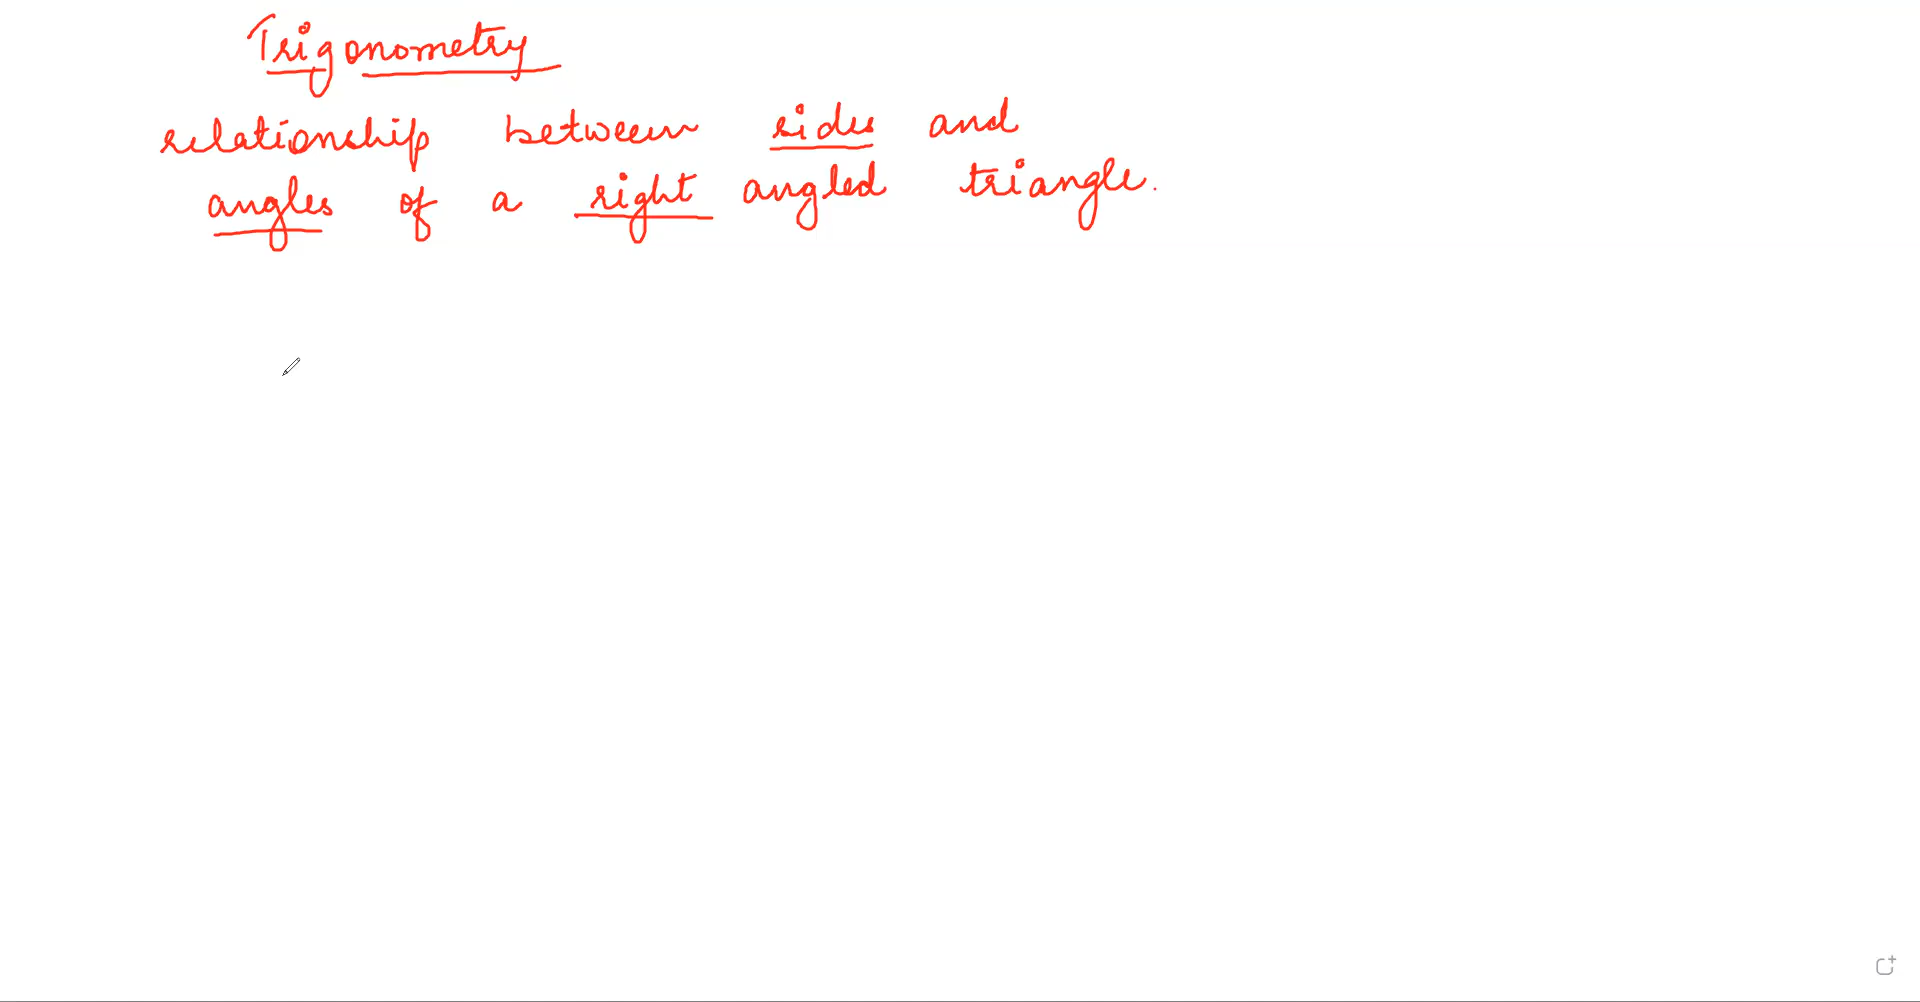 Trigonometry
relationship between sides and
angles of a right angled triangle.